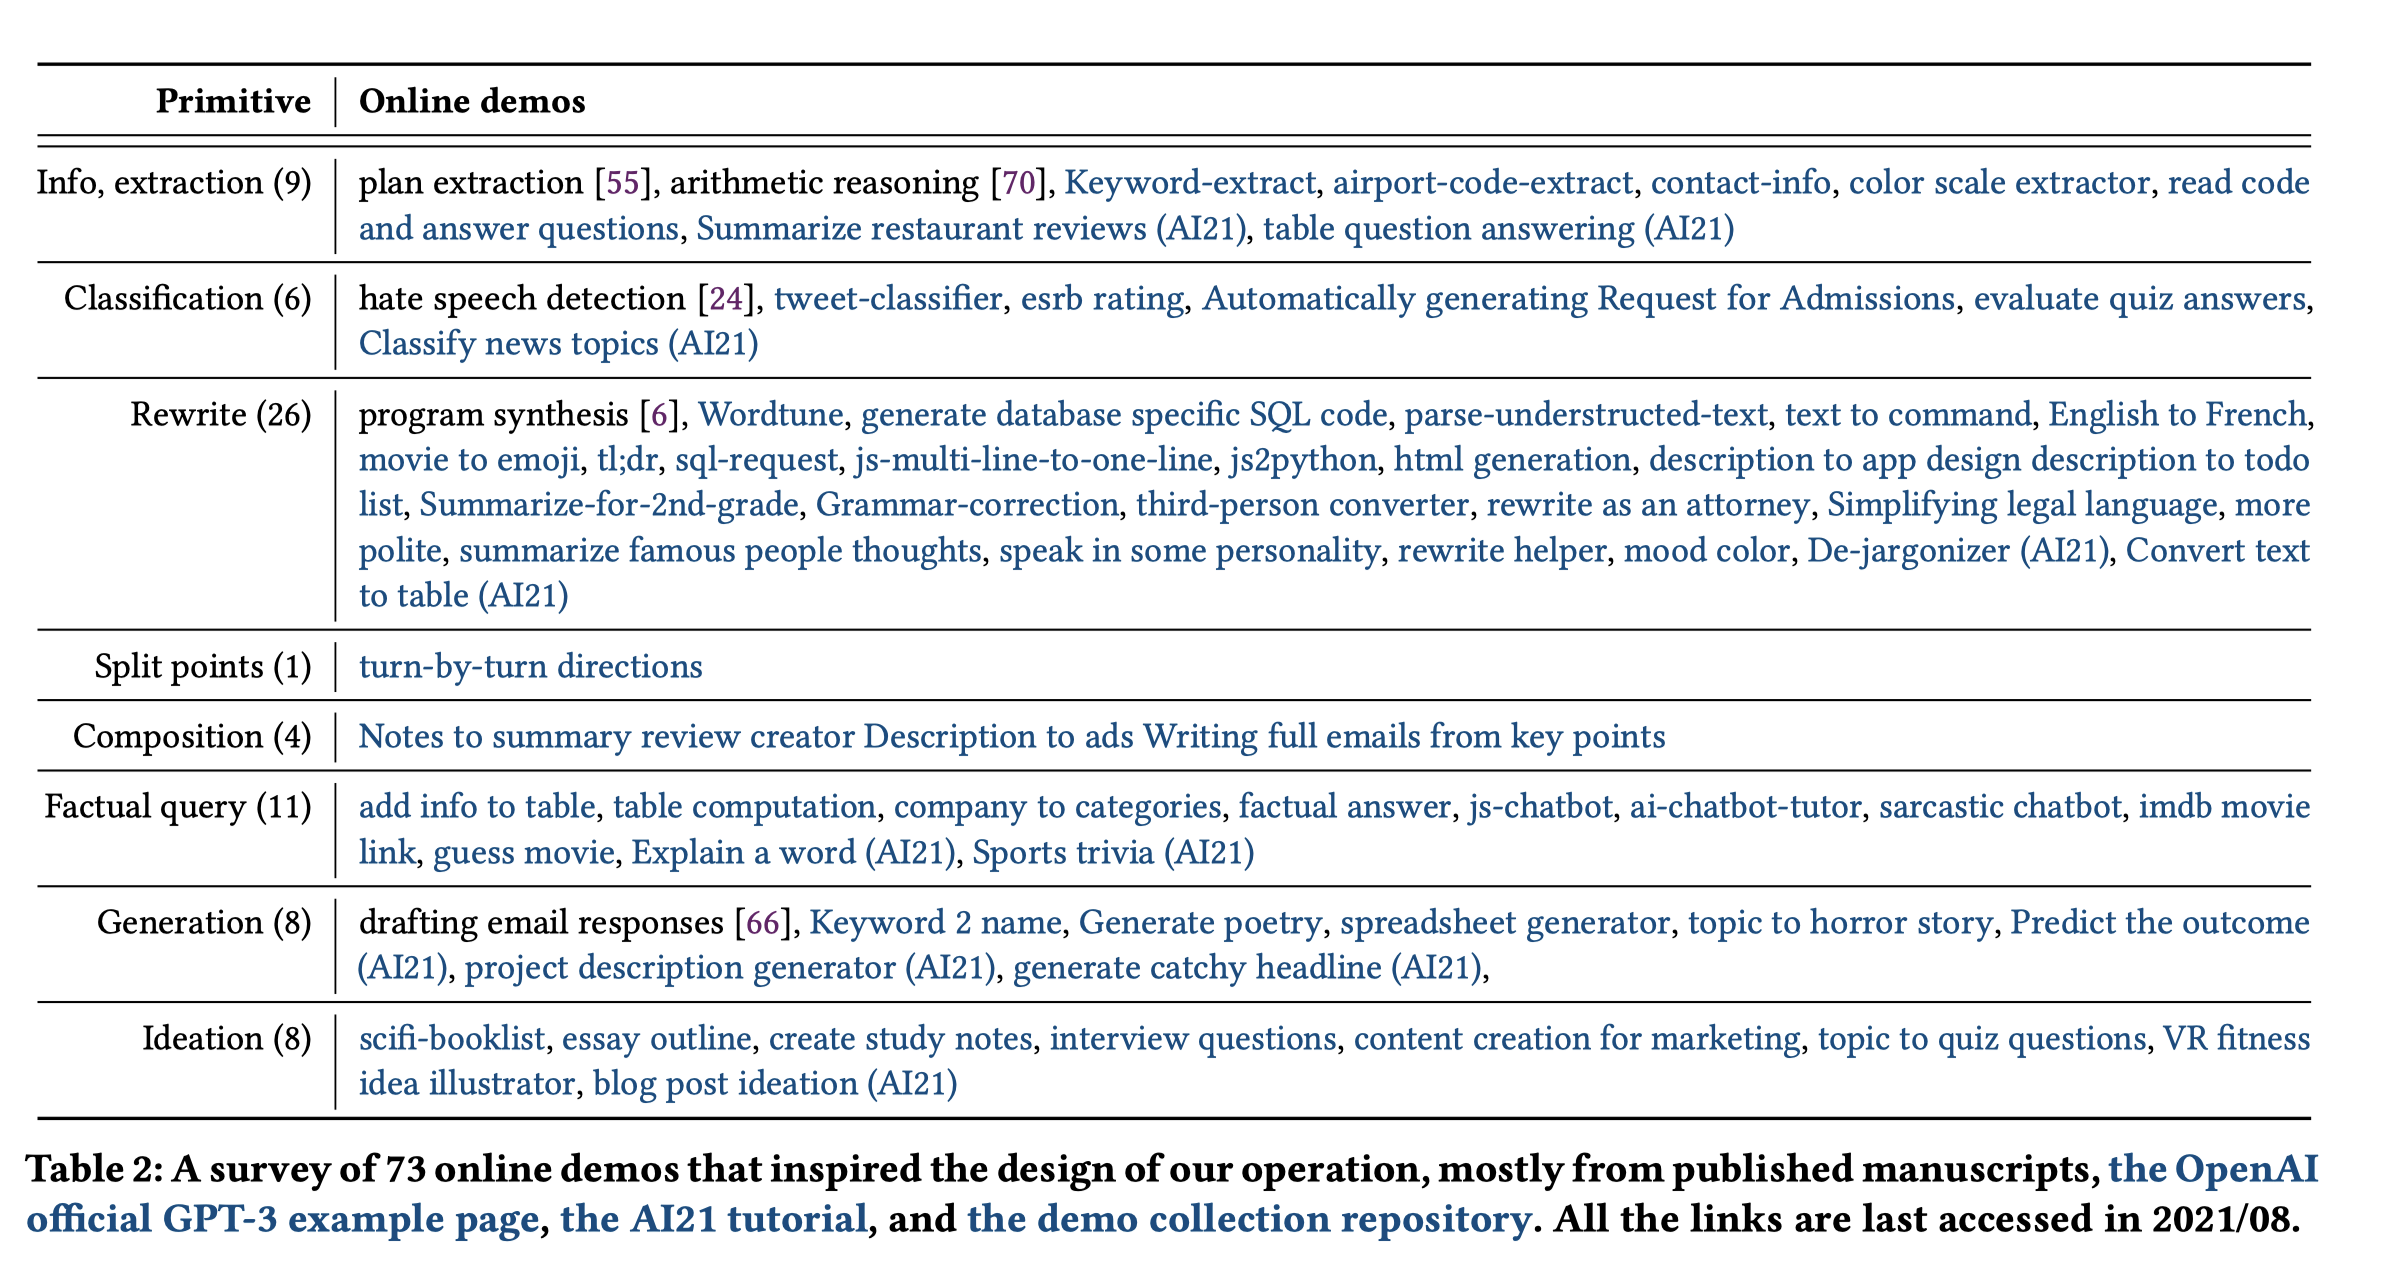 Primitive Online demos
Info, extraction (9) plan extraction [55], arithmetic reasoning [70], Keyword-extract, airport-code-extract, contact-info, color scale extractor, read code
and answer questions, Summarize restaurant reviews (AI21), table question answering (AI21)
Classification (6) hate speech detection [24], tweet-classifier, esrb rating, Automatically generating Request for Admissions, evaluate quiz answers,
Classify news topics (AI21)
Rewrite (26) program synthesis [6], Wordtune, generate database specific SQL code, parse-understructed-text, text to command, English to French,
movie to emoji, tl;dr, sql-request, js-multi-line-to-one-line, js2python, html generation, description to app design description to todo
list, Summarize-for-2nd-grade, Grammar-correction, third-person converter, rewrite as an attorney, Simplifying legal language, more
polite, summarize famous people thoughts, speak in some personality, rewrite helper, mood color, De-jargonizer (AI21), Convert text
to table (AI21)
Split points (1) turn-by-turn directions
Composition (4) Notes to summary review creator Description to ads Writing full emails from key points
Factual query (11) add info to table, table computation, company to categories, factual answer, js-chatbot, ai-chatbot-tutor, sarcastic chatbot, imdb movie
link, guess movie, Explain a word (AI21), Sports trivia (AI21)
Generation (8) drafting email responses [66], Keyword 2 name, Generate poetry, spreadsheet generator, topic to horror story, Predict the outcome
(AI21), project description generator (AI21), generate catchy headline (AI21),
Ideation (8) scifi-booklist, essay outline, create study notes, interview questions, content creation for marketing, topic to quiz questions, VR fitness
idea illustrator, blog post ideation (AI21)
Table 2: A survey of 73 online demos that inspired the design of our operation, mostly from published manuscripts, the OpenAI
official GPT-3 example page, the AI21 tutorial, and the demo collection repository. All the links are last accessed in 2021/08.